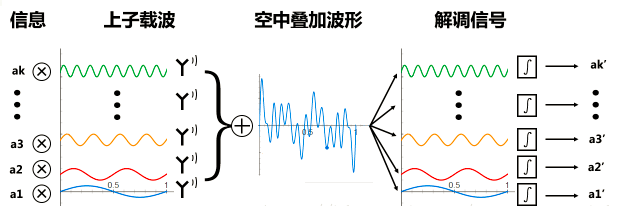 信息 上子载波 空中叠加波形 解调信号
ak ak′
a3 a3′
a2 a2′
0.5 1 0.5 1 0.5 1
a1 a1′